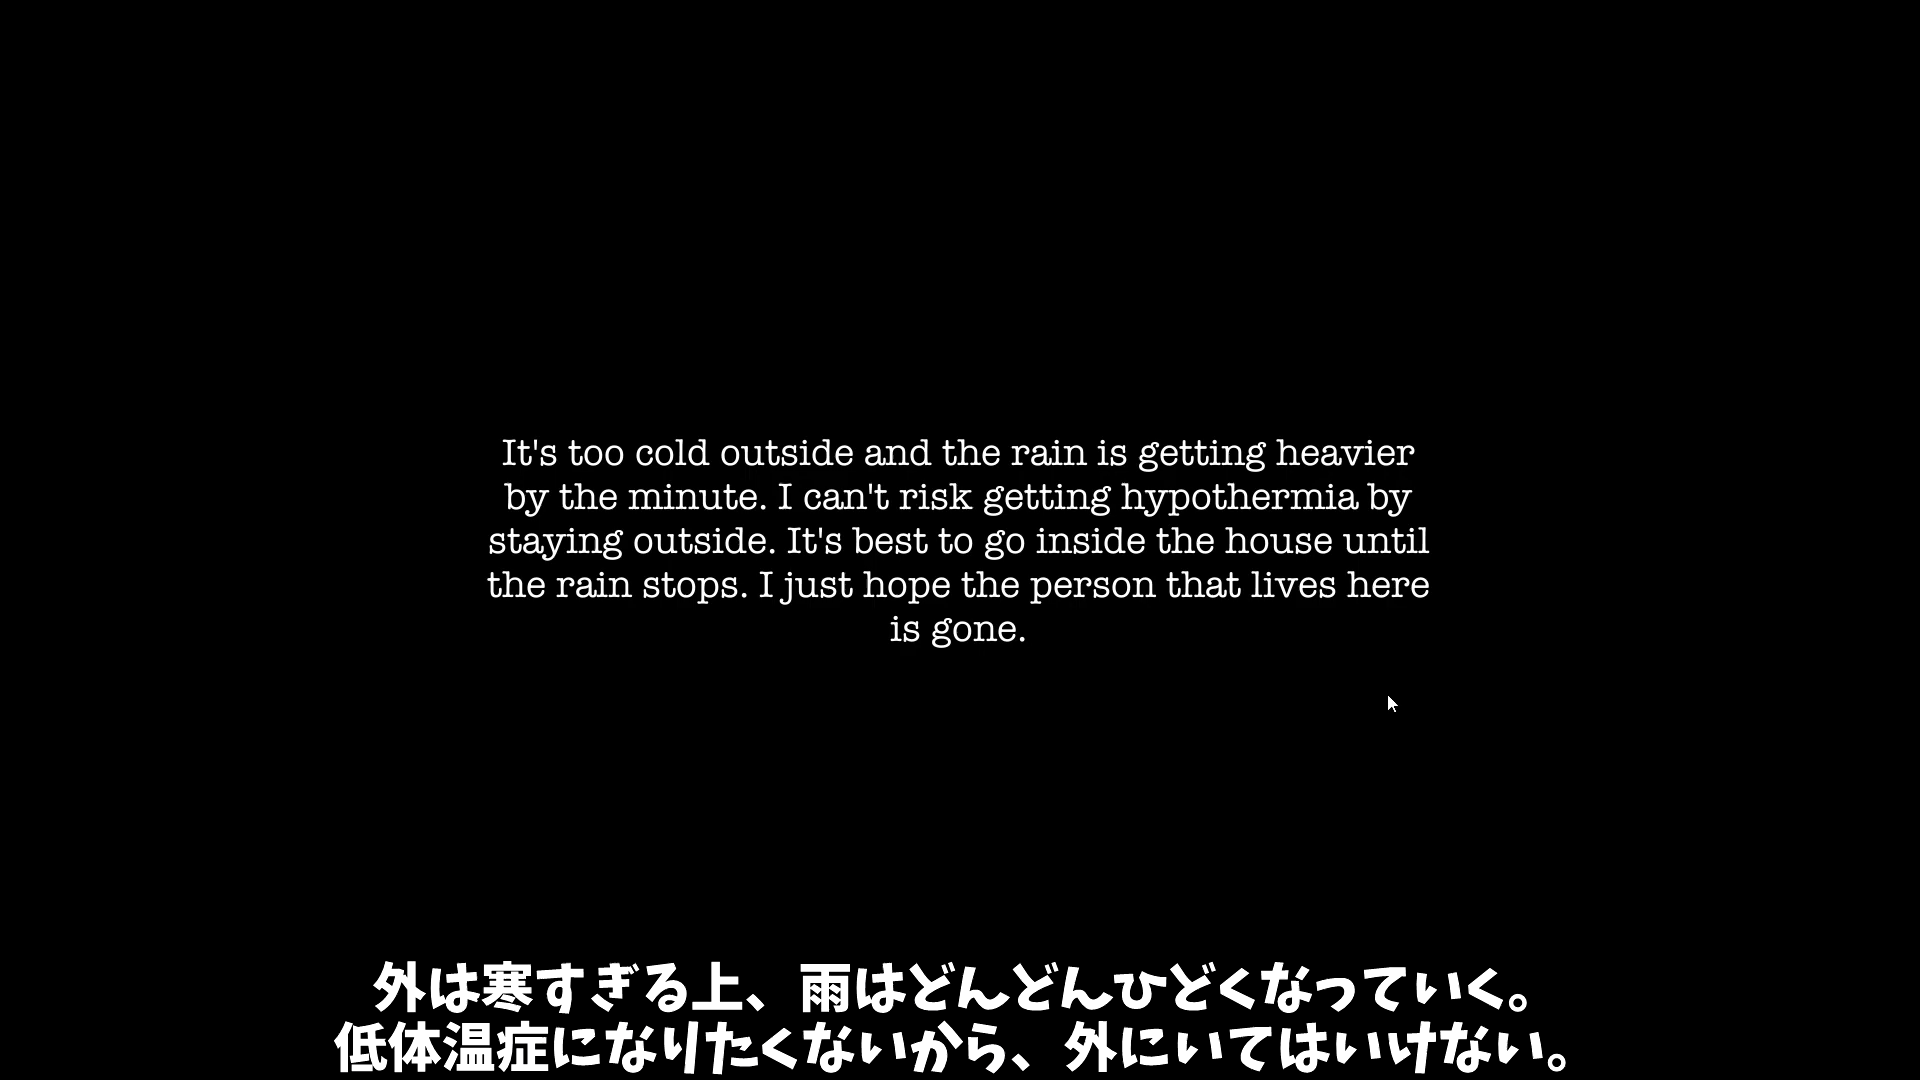 It's too cold outside and the rain is getting heavier
by the minute. I can't risk getting hypothermia by
staying outside. It's best to go inside the house until
the rain stops. I just hope the person that lives here
is gone.
外は寒すぎる上、雨はどんどんひどくなっていく。
低体温症になりたくないから、外にいてはいけない。